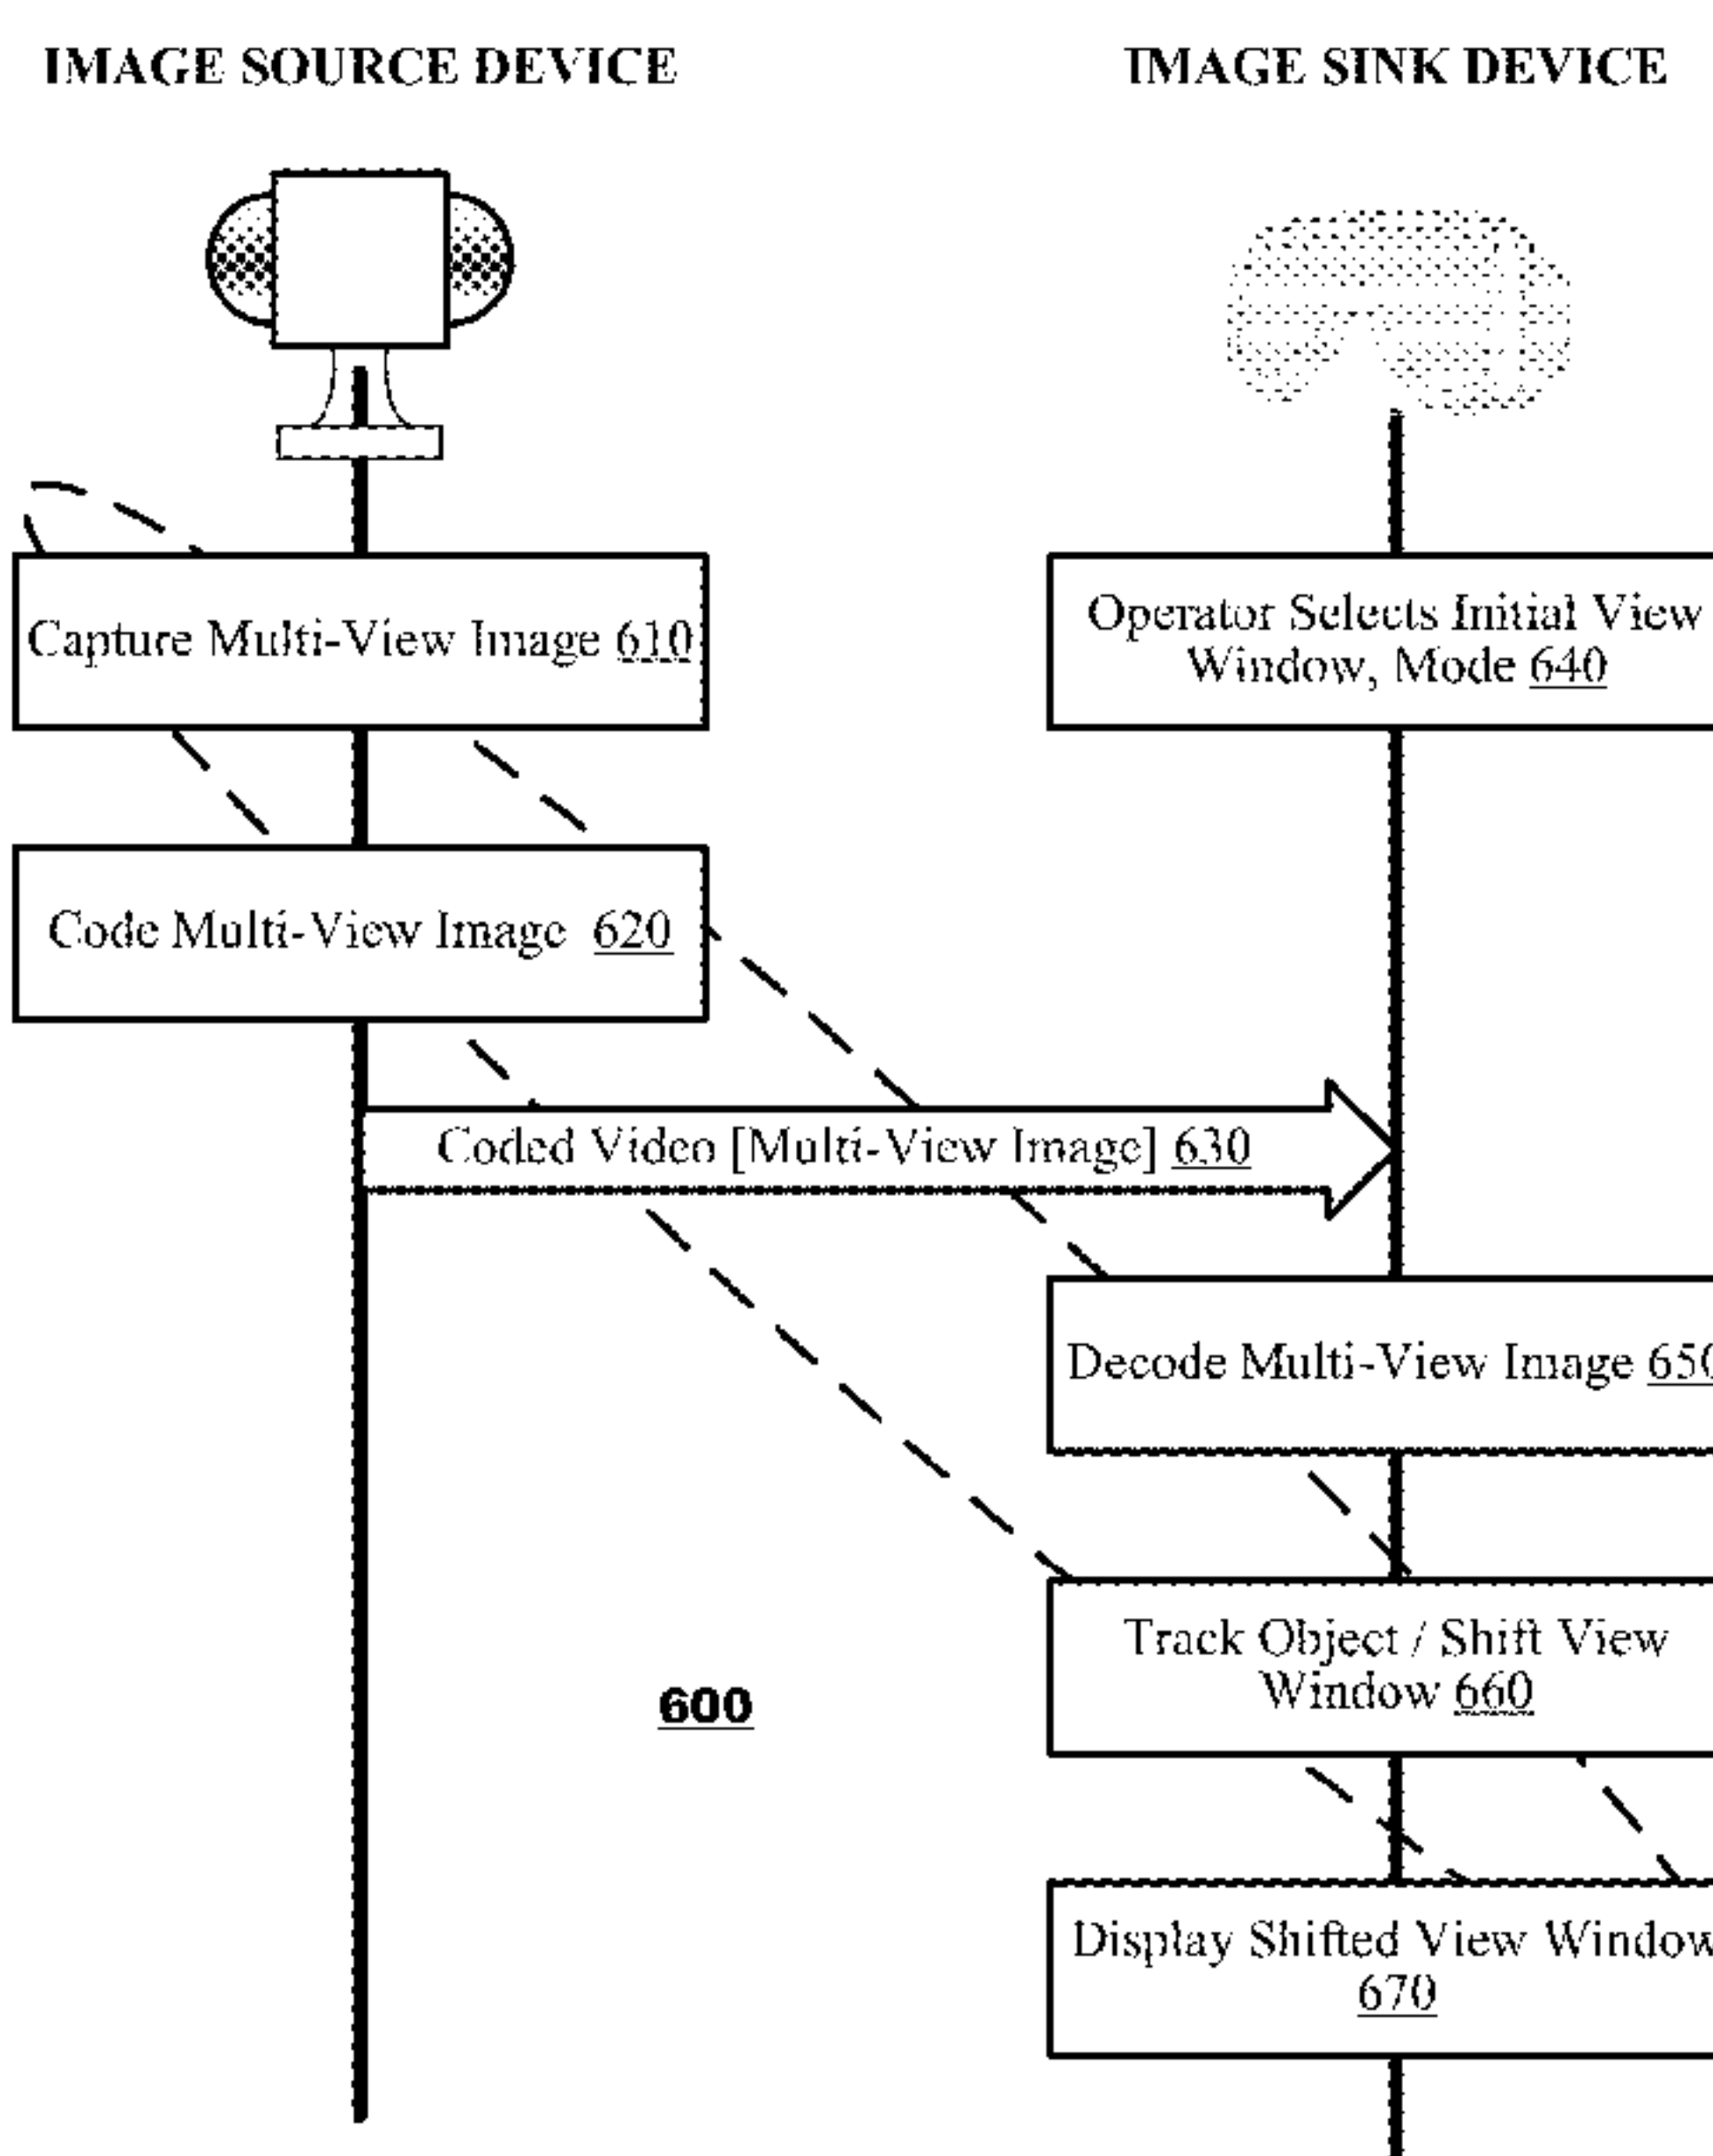 IMAGE SOURCE DEVICE
IMAGE SINK DEVICE
Capture Multi-View Image 610
Operator Selects Initial View
Window, Mode 640
Code Multi-View Image 620
Coded Video [Multi-View Image] 630
Decode Multi-View Image 650
Track Object / Shift View
Window 660
600
Display Shifted View Window
670